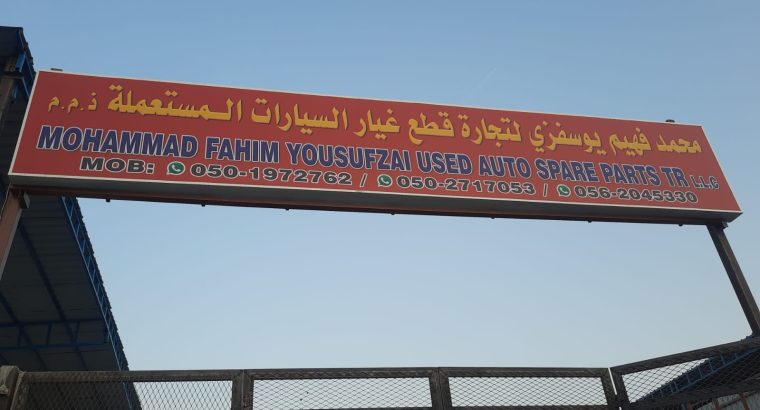 محمد فهيم يوسفزي لتجارة قطع غيار السيارات المستعملة ذ.م.م
MOHAMMAD FAHIM YOUSUFZAI USED AUTO SPARE PARTS TR L.L.C
MOB: 050-1972762 / 050-2717053 / 056-2045330